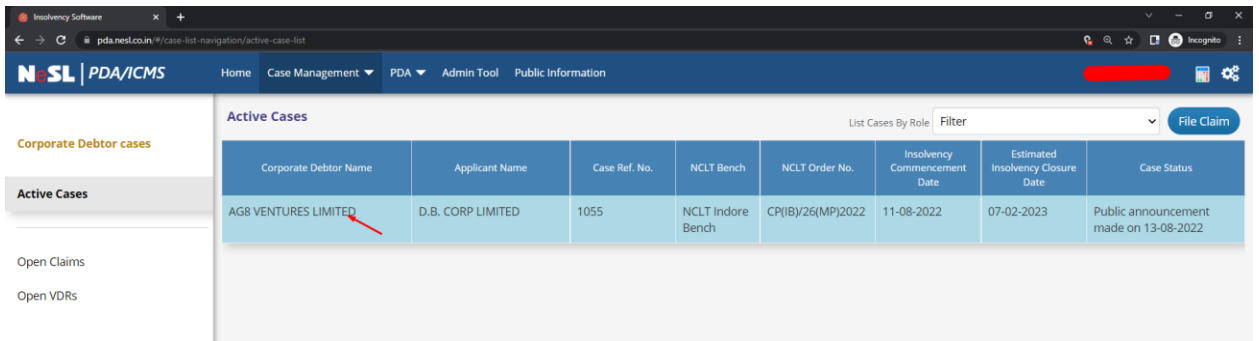 Insolvency Software
pda.nesl.co.in/#/case-list-navigation/active-case-list
Incognito
NeSL | PDA/ICMS
Home Case Management PDA Admin Tool Public Information
Active Cases
List Cases By Role Filter File Claim
Corporate Debtor cases
Active Cases
Open Claims
Open VDRs
Corporate Debtor Name Applicant Name Case Ref. No. NCLT Bench NCLT Order No. Insolvency Commencement Date Estimated Insolvency Closure Date Case Status
AG8 VENTURES LIMITED D.B. CORP LIMITED 1055 NCLT Indore Bench CP(IB)/26(MP)2022 11-08-2022 07-02-2023 Public announcement made on 13-08-2022